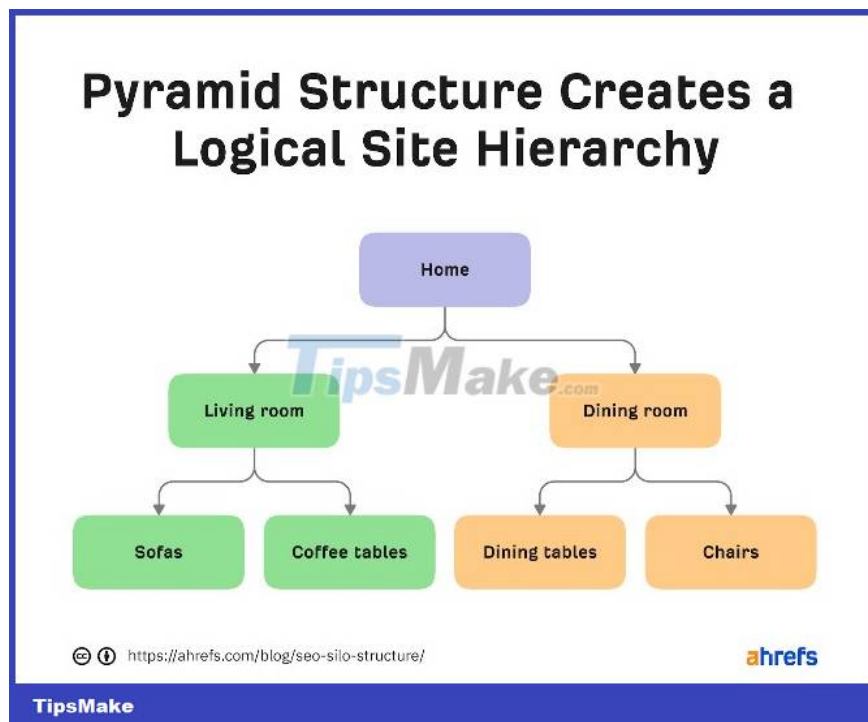 Pyramid Structure Creates a
Logical Site Hierarchy
Home
TipsMake.com
Living room
Dining room
Sofas
Coffee tables
Dining tables
Chairs
https://ahrefs.com/blog/seo-silo-structure/
ahrefs
TipsMake